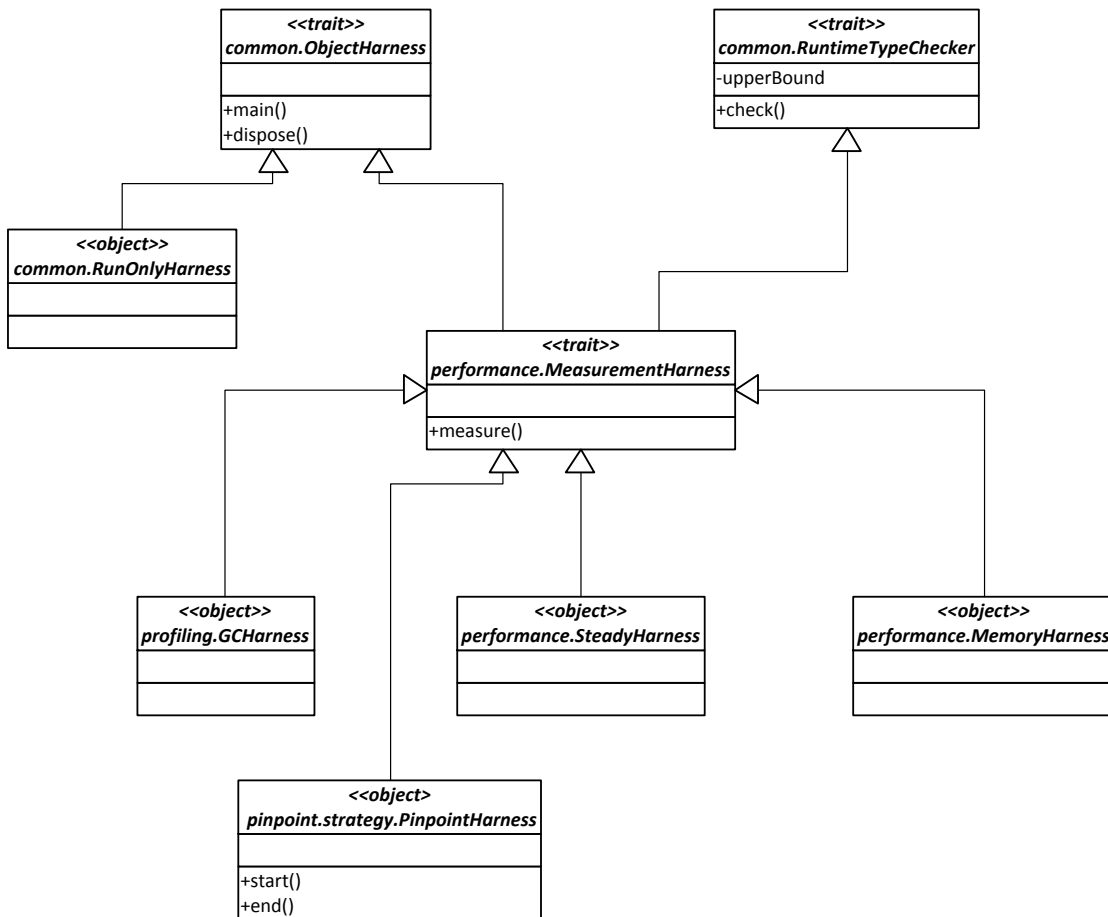 <<trait>>
common.ObjectHarness
+main()
+dispose()
<<trait>>
common.RuntimeTypeChecker
-upperBound
+check()
<<object>>
common.RunOnlyHarness
<<trait>>
performance.MeasurementHarness
+measure()
<<object>>
profiling.GCHarness
<<object>>
performance.SteadyHarness
<<object>>
performance.MemoryHarness
<<object>
pinpoint.strategy.PinpointHarness
+start()
+end()